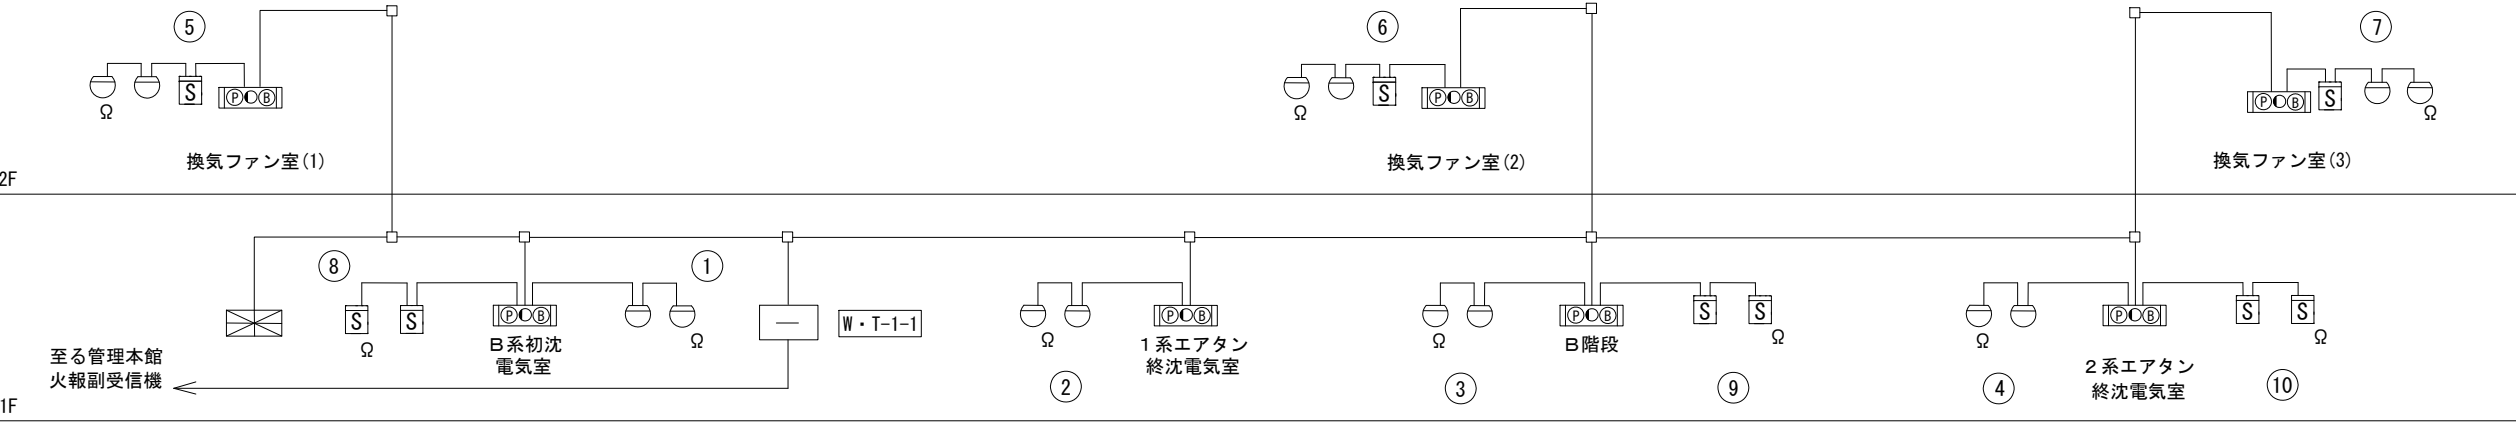 ⑤
⑥
⑦
S
P B
Ω
換気ファン室(1)
S
P B
Ω
換気ファン室(2)
P B
S
Ω
換気ファン室(3)
2F
⑧
①
S
S
P B
Ω
Ω
B系初沈
電気室
W・T-1-1
至る管理本館
火報副受信機
P B
Ω
1系エアタン
終沈電気室
②
P B
S
S
Ω
Ω
B階段
③
⑨
P B
S
S
Ω
Ω
2系エアタン
終沈電気室
④
⑩
1F